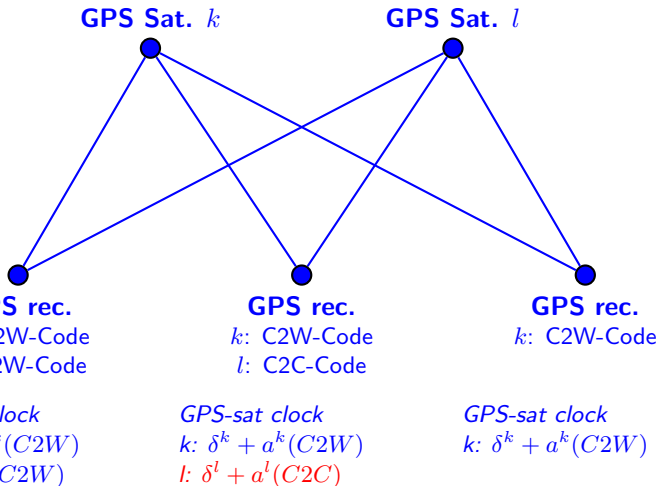 GPS Sat. k GPS Sat. l
S rec. GPS rec. GPS rec.
2W-Code k: C2W-Code k: C2W-Code
2W-Code l: C2C-Code
lock GPS-sat clock GPS-sat clock
(C2W) k: δ^k + a^k(C2W) k: δ^k + a^k(C2W)
C2W) l: δ^l + a^l(C2C)